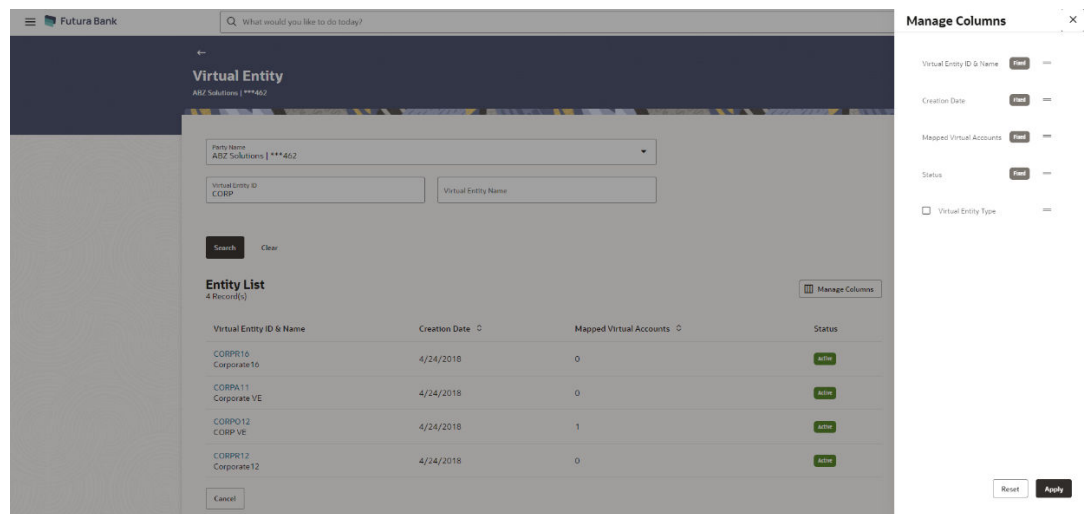 Futura Bank
What would you like to do today?
Virtual Entity
ABZ Solutions | ***462
Party Name
ABZ Solutions | ***462
Virtual Entity ID
CORP
Virtual Entity Name
Search
Clear
Entity List
4 Record(s)
Manage Columns
Virtual Entity ID & Name
Creation Date
Mapped Virtual Accounts
Status
CORPR16
Corporate16
4/24/2018
0
Active
CORPA11
Corporate VE
4/24/2018
0
Active
CORPO12
CORP VE
4/24/2018
1
Active
CORPR12
Corporate12
4/24/2018
0
Active
Cancel
Manage Columns
Virtual Entity ID & Name Fixed
Creation Date Fixed
Mapped Virtual Accounts Fixed
Status Fixed
Virtual Entity Type
Reset
Apply